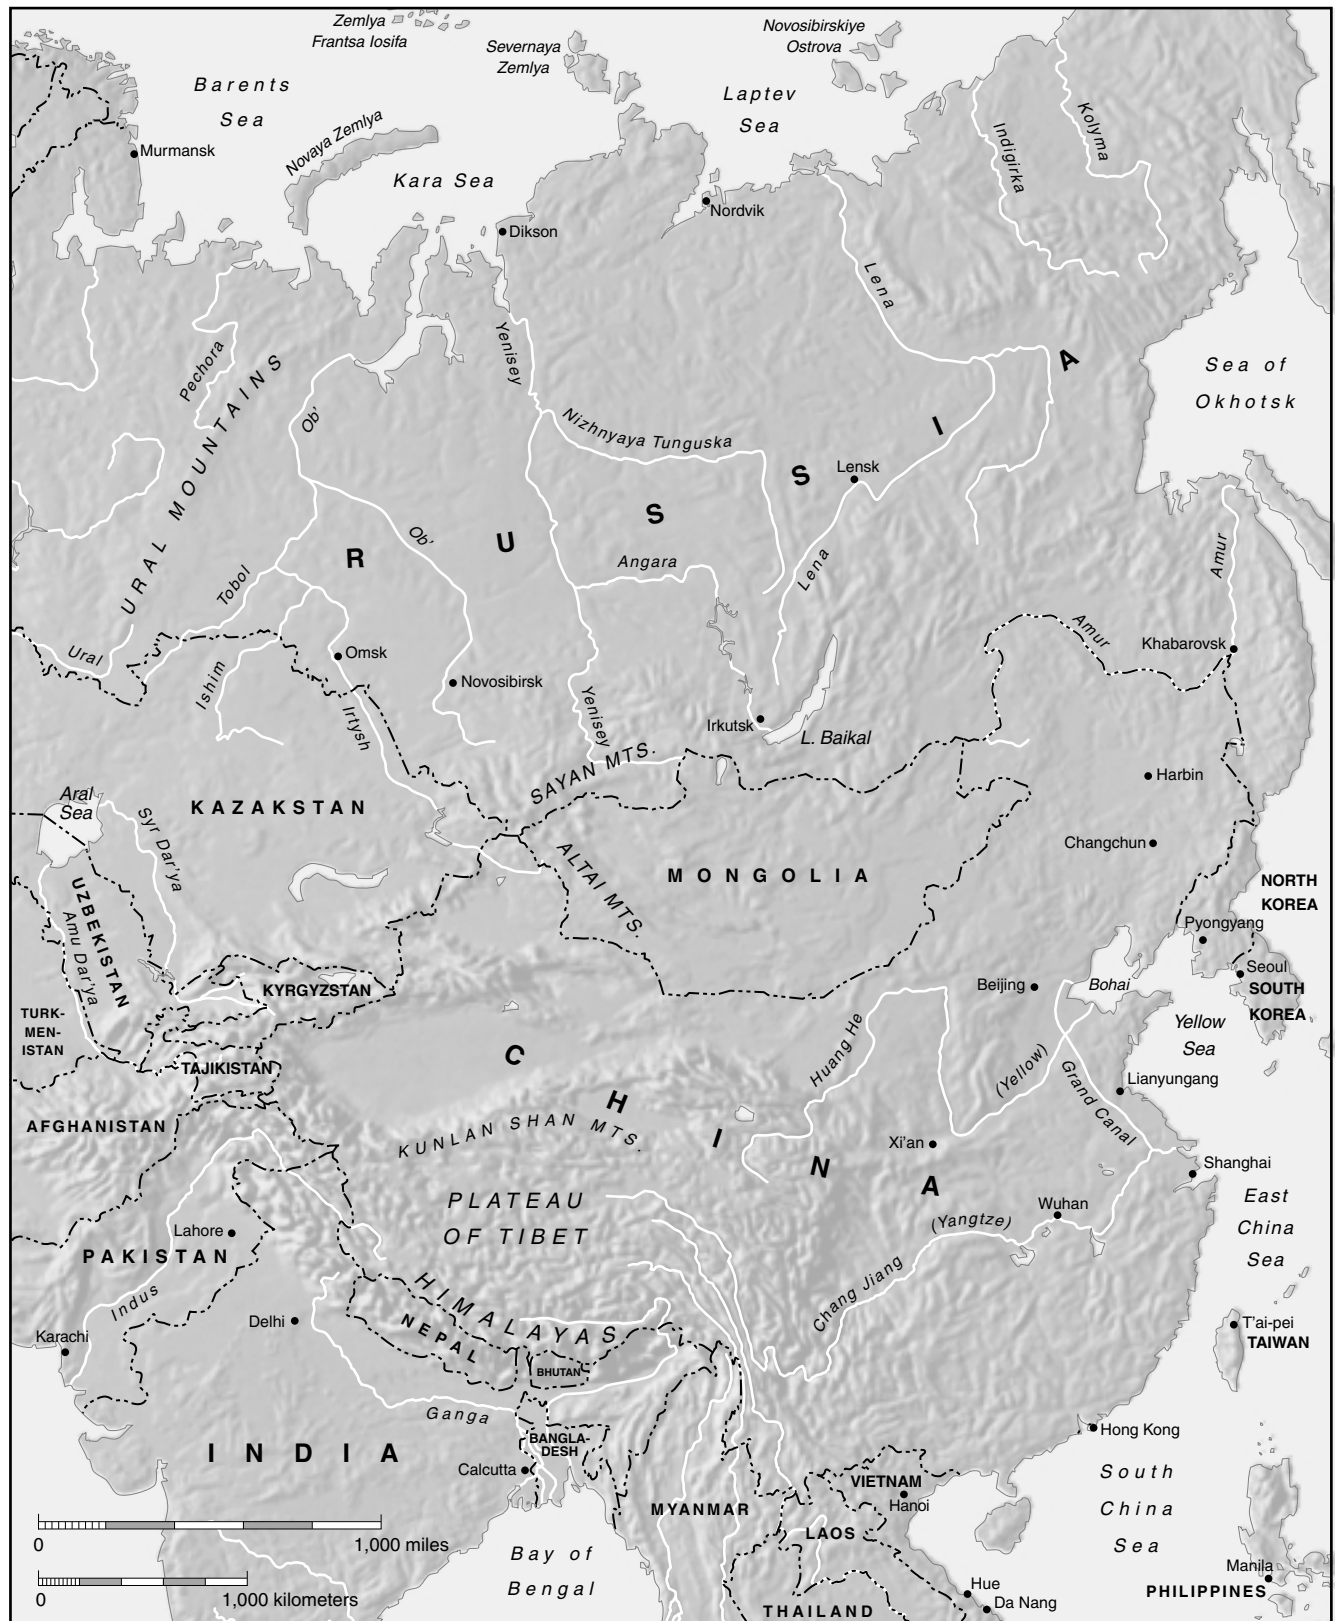 Zemlya
Frantsa Iosifa
Severnaya
Zemlya
Novosibirskiye
Ostrova
Barents
Sea
Laptev
Sea
Novaya Zemlya
Kolyma
Indigirka
Murmansk
Kara Sea
Nordvik
Dikson
Lena
Yenisey
Pechora
URAL MOUNTAINS
Sea of
Okhotsk
Ob'
Nizhnyaya Tunguska
RUSSIA
Lensk
Ob'
Angara
Lena
Amur
Tobol
Amur
Khabarovsk
Ural
Omsk
Ishim
Novosibirsk
Irtysh
Yenisey
Irkutsk
L. Baikal
SAYAN MTS.
Harbin
Aral
Sea
KAZAKSTAN
Syr Dar'ya
Changchun
ALTAI MTS.
MONGOLIA
NORTH
KOREA
UZBEKISTAN
Amu Dar'ya
Pyongyang
Seoul
SOUTH
KOREA
KYRGYZSTAN
Beijing
Bohai
TURK-
MEN-
ISTAN
Yellow
Sea
Huang He
(Yellow)
CHINA
TAJIKISTAN
Lianyungang
Grand Canal
AFGHANISTAN
KUNLAN SHAN MTS.
Xi'an
Shanghai
PLATEAU
OF TIBET
Wuhan
East
China
Sea
(Yangtze)
Lahore
PAKISTAN
Chang Jiang
Indus
HIMALAYAS
Delhi
NEPAL
Karachi
T'ai-pei
TAIWAN
BHUTAN
Ganga
Hong Kong
INDIA
BANGLA-
DESH
Calcutta
South
China
Sea
VIETNAM
Hanoi
MYANMAR
LAOS
0 1,000 miles
Bay of
Bengal
0 1,000 kilometers
Manila
PHILIPPINES
Hue
Da Nang
THAILAND